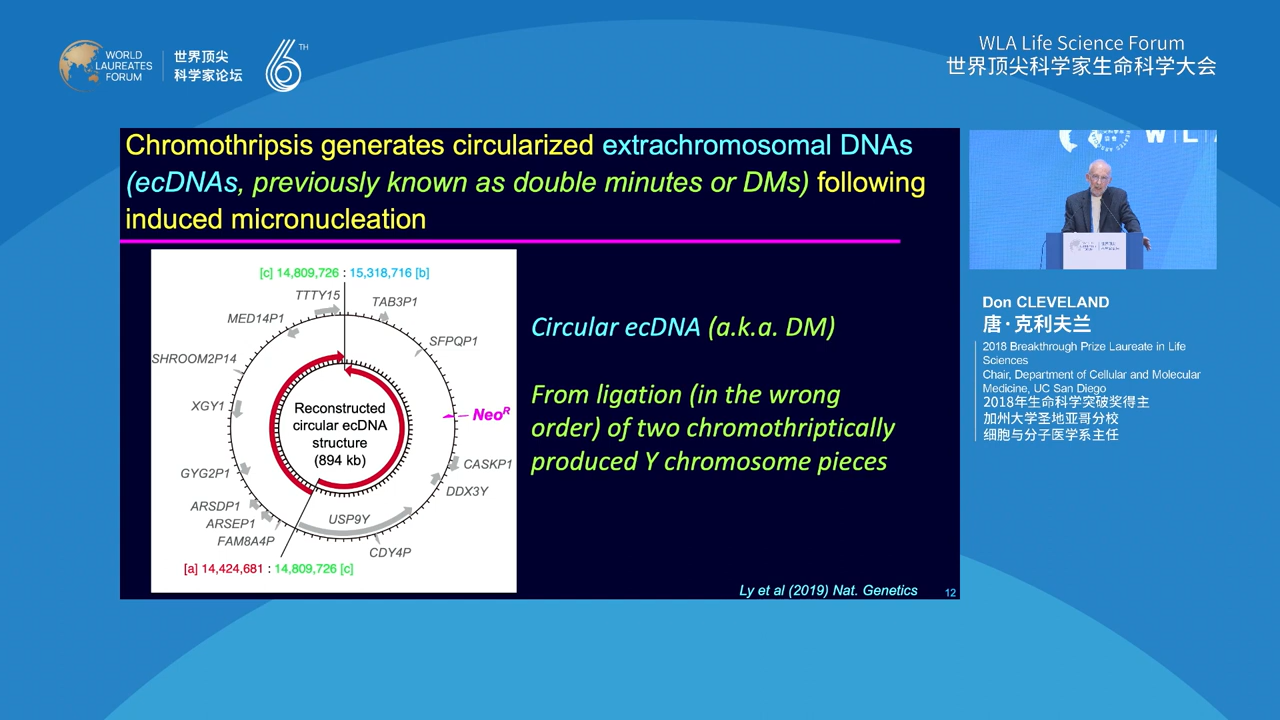 WORLD
LAUREATES
FORUM
世界顶尖
科学家论坛
6TH
WLA Life Science Forum
世界顶尖科学家生命科学大会
Chromothripsis generates circularized extrachromosomal DNAs
(ecDNAs, previously known as double minutes or DMs) following
induced micronucleation
[c] 14,809,726 : 15,318,716 [b]
TTTY15
TAB3P1
MED14P1
SFPQP1
SHROOM2P14
XGY1
NeoR
Reconstructed
circular ecDNA
structure
(894 kb)
GYG2P1
CASKP1
DDX3Y
ARSDP1
ARSEP1
USP9Y
FAM8A4P
CDY4P
[a] 14,424,681 : 14,809,726 [c]
Circular ecDNA (a.k.a. DM)
From ligation (in the wrong
order) of two chromothriptically
produced Y chromosome pieces
Ly et al (2019) Nat. Genetics
12
Don CLEVELAND
唐·克利夫兰
2018 Breakthrough Prize Laureate in Life
Sciences
Chair, Department of Cellular and Molecular
Medicine, UC San Diego
2018年生命科学突破奖得主
加州大学圣地亚哥分校
细胞与分子医学系主任